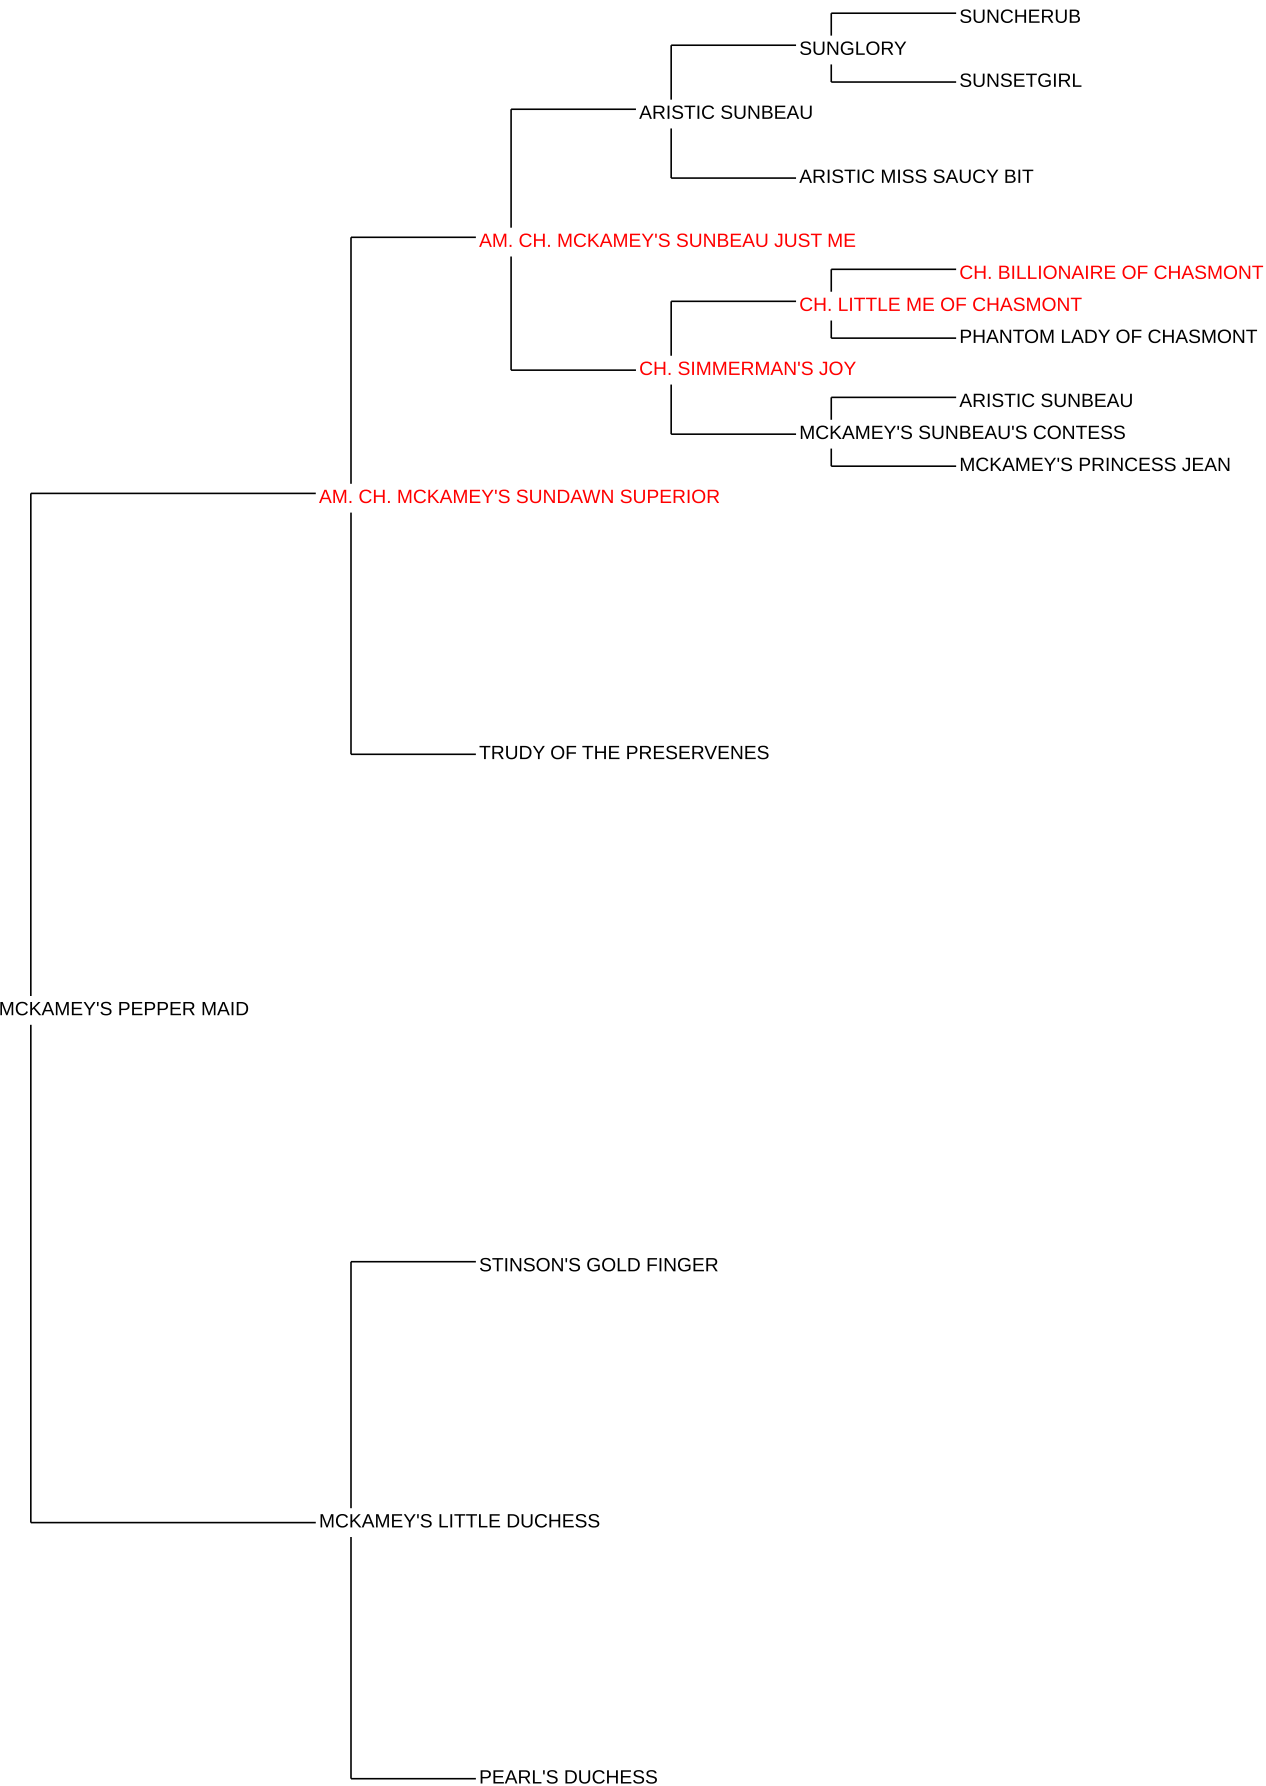 SUNCHERUB
SUNGLORY
SUNSETGIRL
ARISTIC SUNBEAU
ARISTIC MISS SAUCY BIT
AM. CH. MCKAMEY'S SUNBEAU JUST ME
CH. BILLIONAIRE OF CHASMONT
CH. LITTLE ME OF CHASMONT
PHANTOM LADY OF CHASMONT
CH. SIMMERMAN'S JOY
ARISTIC SUNBEAU
MCKAMEY'S SUNBEAU'S CONTESS
MCKAMEY'S PRINCESS JEAN
AM. CH. MCKAMEY'S SUNDAWN SUPERIOR
TRUDY OF THE PRESERVENES
MCKAMEY'S PEPPER MAID
STINSON'S GOLD FINGER
MCKAMEY'S LITTLE DUCHESS
PEARL'S DUCHESS